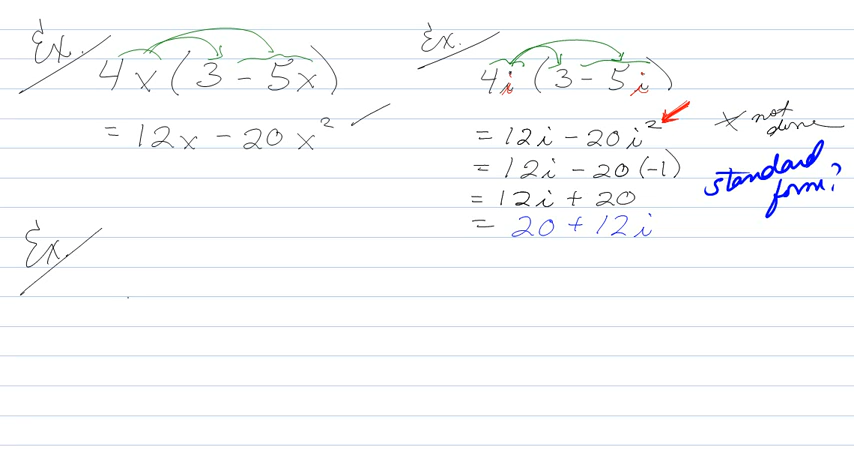 Ex.
4x(3 - 5x)
= 12x - 20x² ✓
Ex.
4i(3 - 5i)
= 12i - 20i²
= 12i - 20(-1)
= 12i + 20
= 20 + 12i
* not
done
standard
form?
Ex.